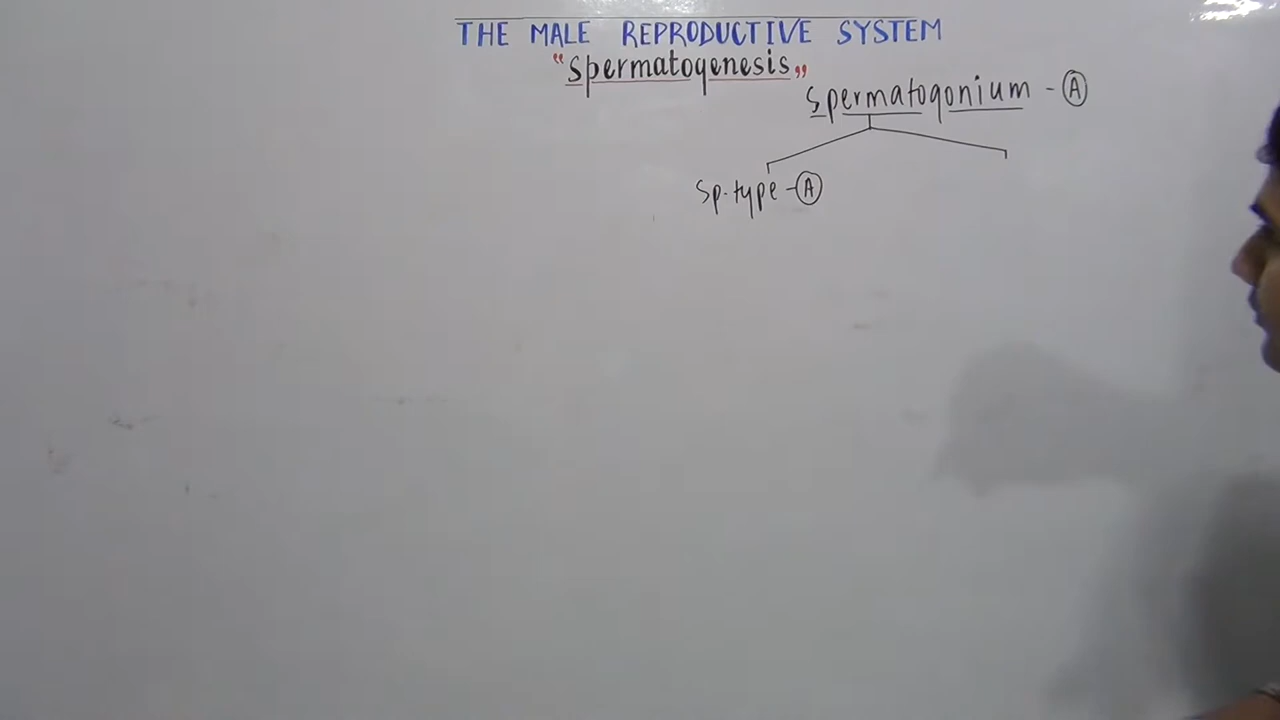 THE MALE REPRODUCTIVE SYSTEM
"Spermatogenesis"
Spermatogonium - A
Sp. type - A